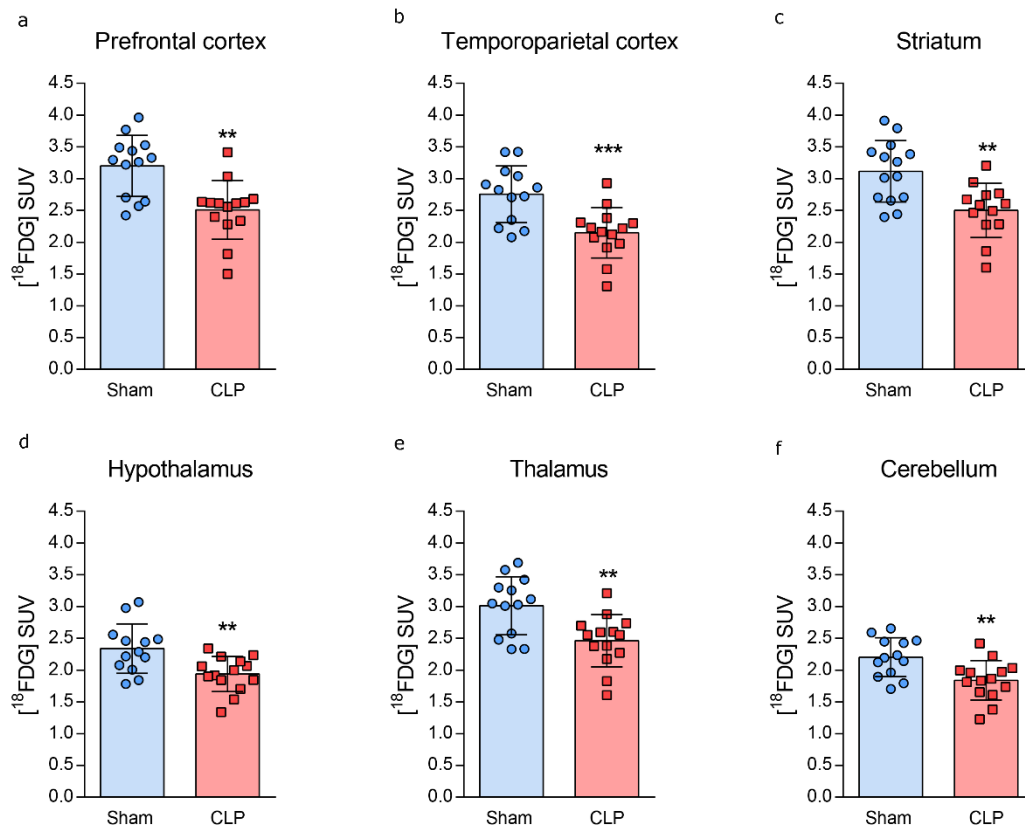 a
Prefrontal cortex
[¹⁸FDG] SUV
4.5
4.0
3.5
3.0
2.5
2.0
1.5
1.0
0.5
0.0
**
Sham
CLP
b
Temporoparietal cortex
[¹⁸FDG] SUV
4.5
4.0
3.5
3.0
2.5
2.0
1.5
1.0
0.5
0.0
***
Sham
CLP
c
Striatum
[¹⁸FDG] SUV
4.5
4.0
3.5
3.0
2.5
2.0
1.5
1.0
0.5
0.0
**
Sham
CLP
d
Hypothalamus
[¹⁸FDG] SUV
4.5
4.0
3.5
3.0
2.5
2.0
1.5
1.0
0.5
0.0
**
Sham
CLP
e
Thalamus
[¹⁸FDG] SUV
4.5
4.0
3.5
3.0
2.5
2.0
1.5
1.0
0.5
0.0
**
Sham
CLP
f
Cerebellum
[¹⁸FDG] SUV
4.5
4.0
3.5
3.0
2.5
2.0
1.5
1.0
0.5
0.0
**
Sham
CLP